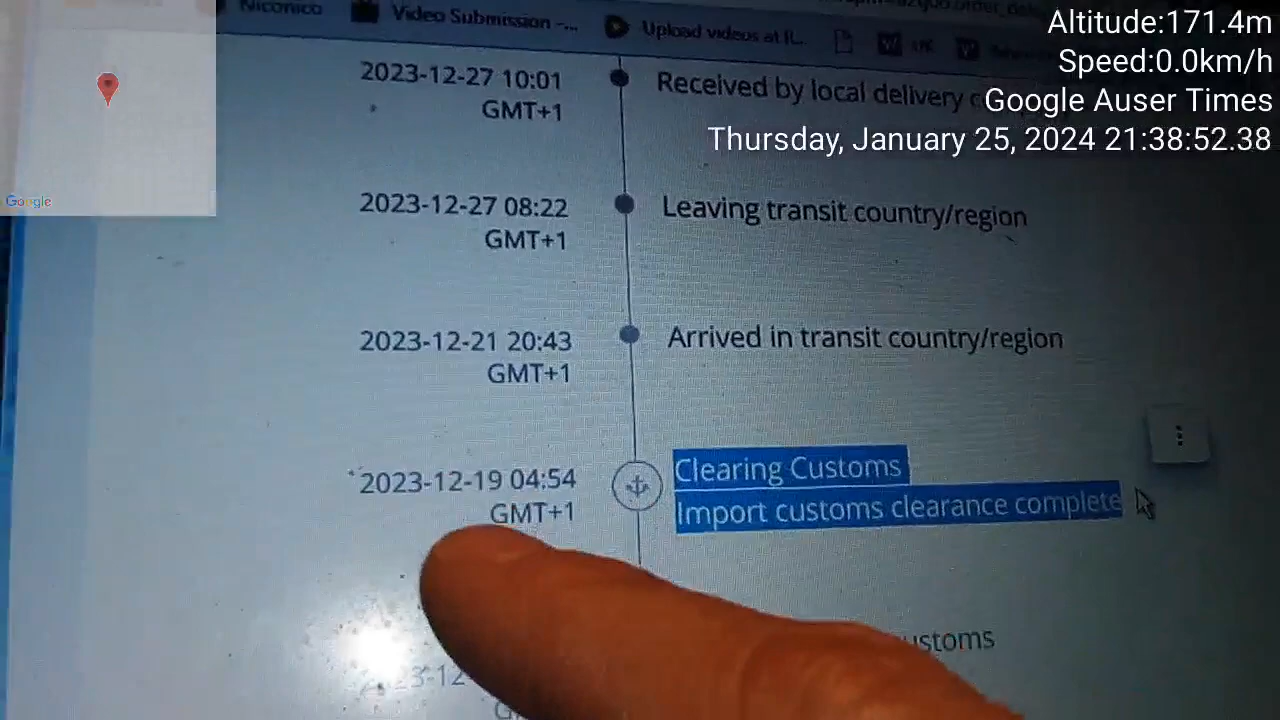 Niconico
Video Submission -...
Upload videos at
Altitude:171.4m
Speed:0.0km/h
Google Auser Times
Thursday, January 25, 2024 21:38:52.38
Google
2023-12-27 10:01
GMT+1
Received by local delivery
2023-12-27 08:22
GMT+1
Leaving transit country/region
2023-12-21 20:43
GMT+1
Arrived in transit country/region
2023-12-19 04:54
GMT+1
Clearing Customs
Import customs clearance complete